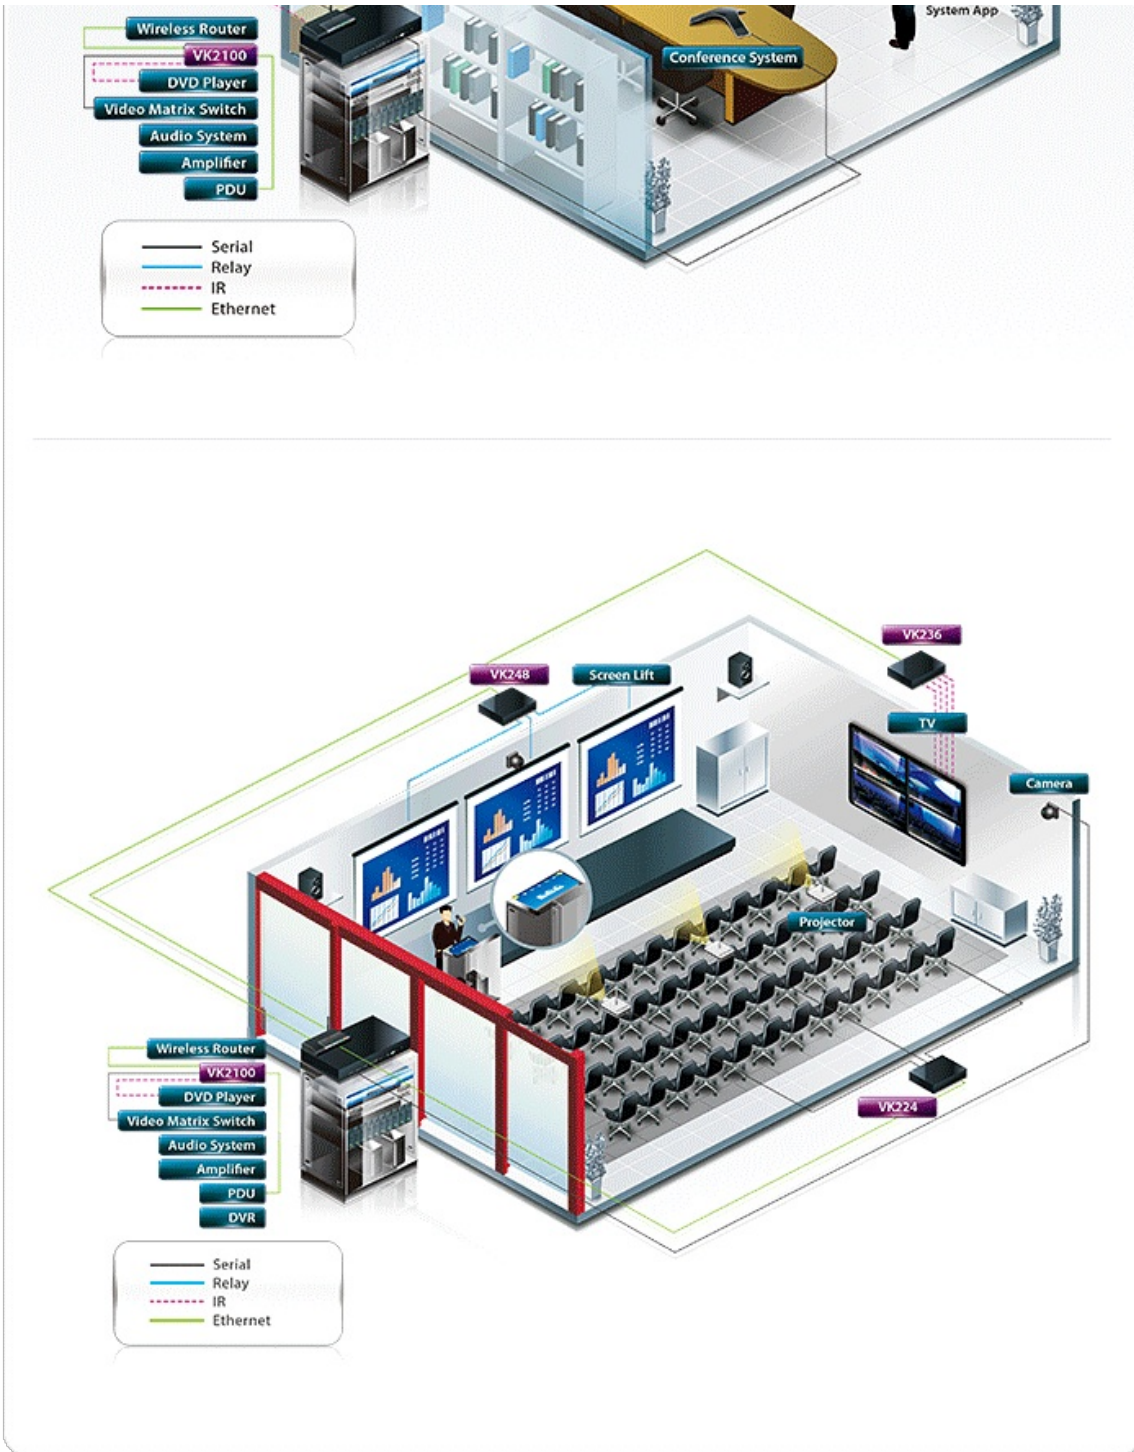 System App
Wireless Router
VK2100
Conference System
DVD Player
Video Matrix Switch
Audio System
Amplifier
PDU
Serial
Relay
IR
Ethernet
VK236
VK248
Screen Lift
TV
Camera
Projector
Wireless Router
VK2100
DVD Player
VK224
Video Matrix Switch
Audio System
Amplifier
PDU
DVR
Serial
Relay
IR
Ethernet